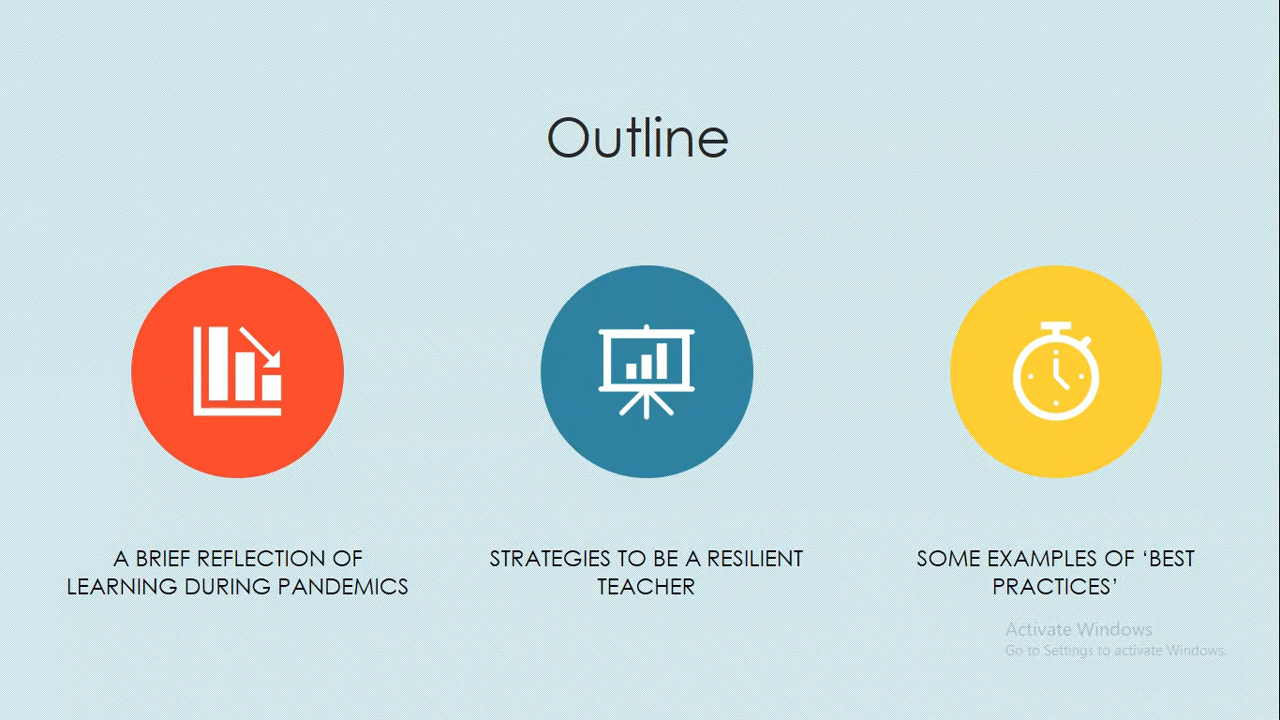 Outline
A BRIEF REFLECTION OF
LEARNING DURING PANDEMICS
STRATEGIES TO BE A RESILIENT
TEACHER
SOME EXAMPLES OF ‘BEST
PRACTICES’
Activate Windows
Go to Settings to activate Windows.